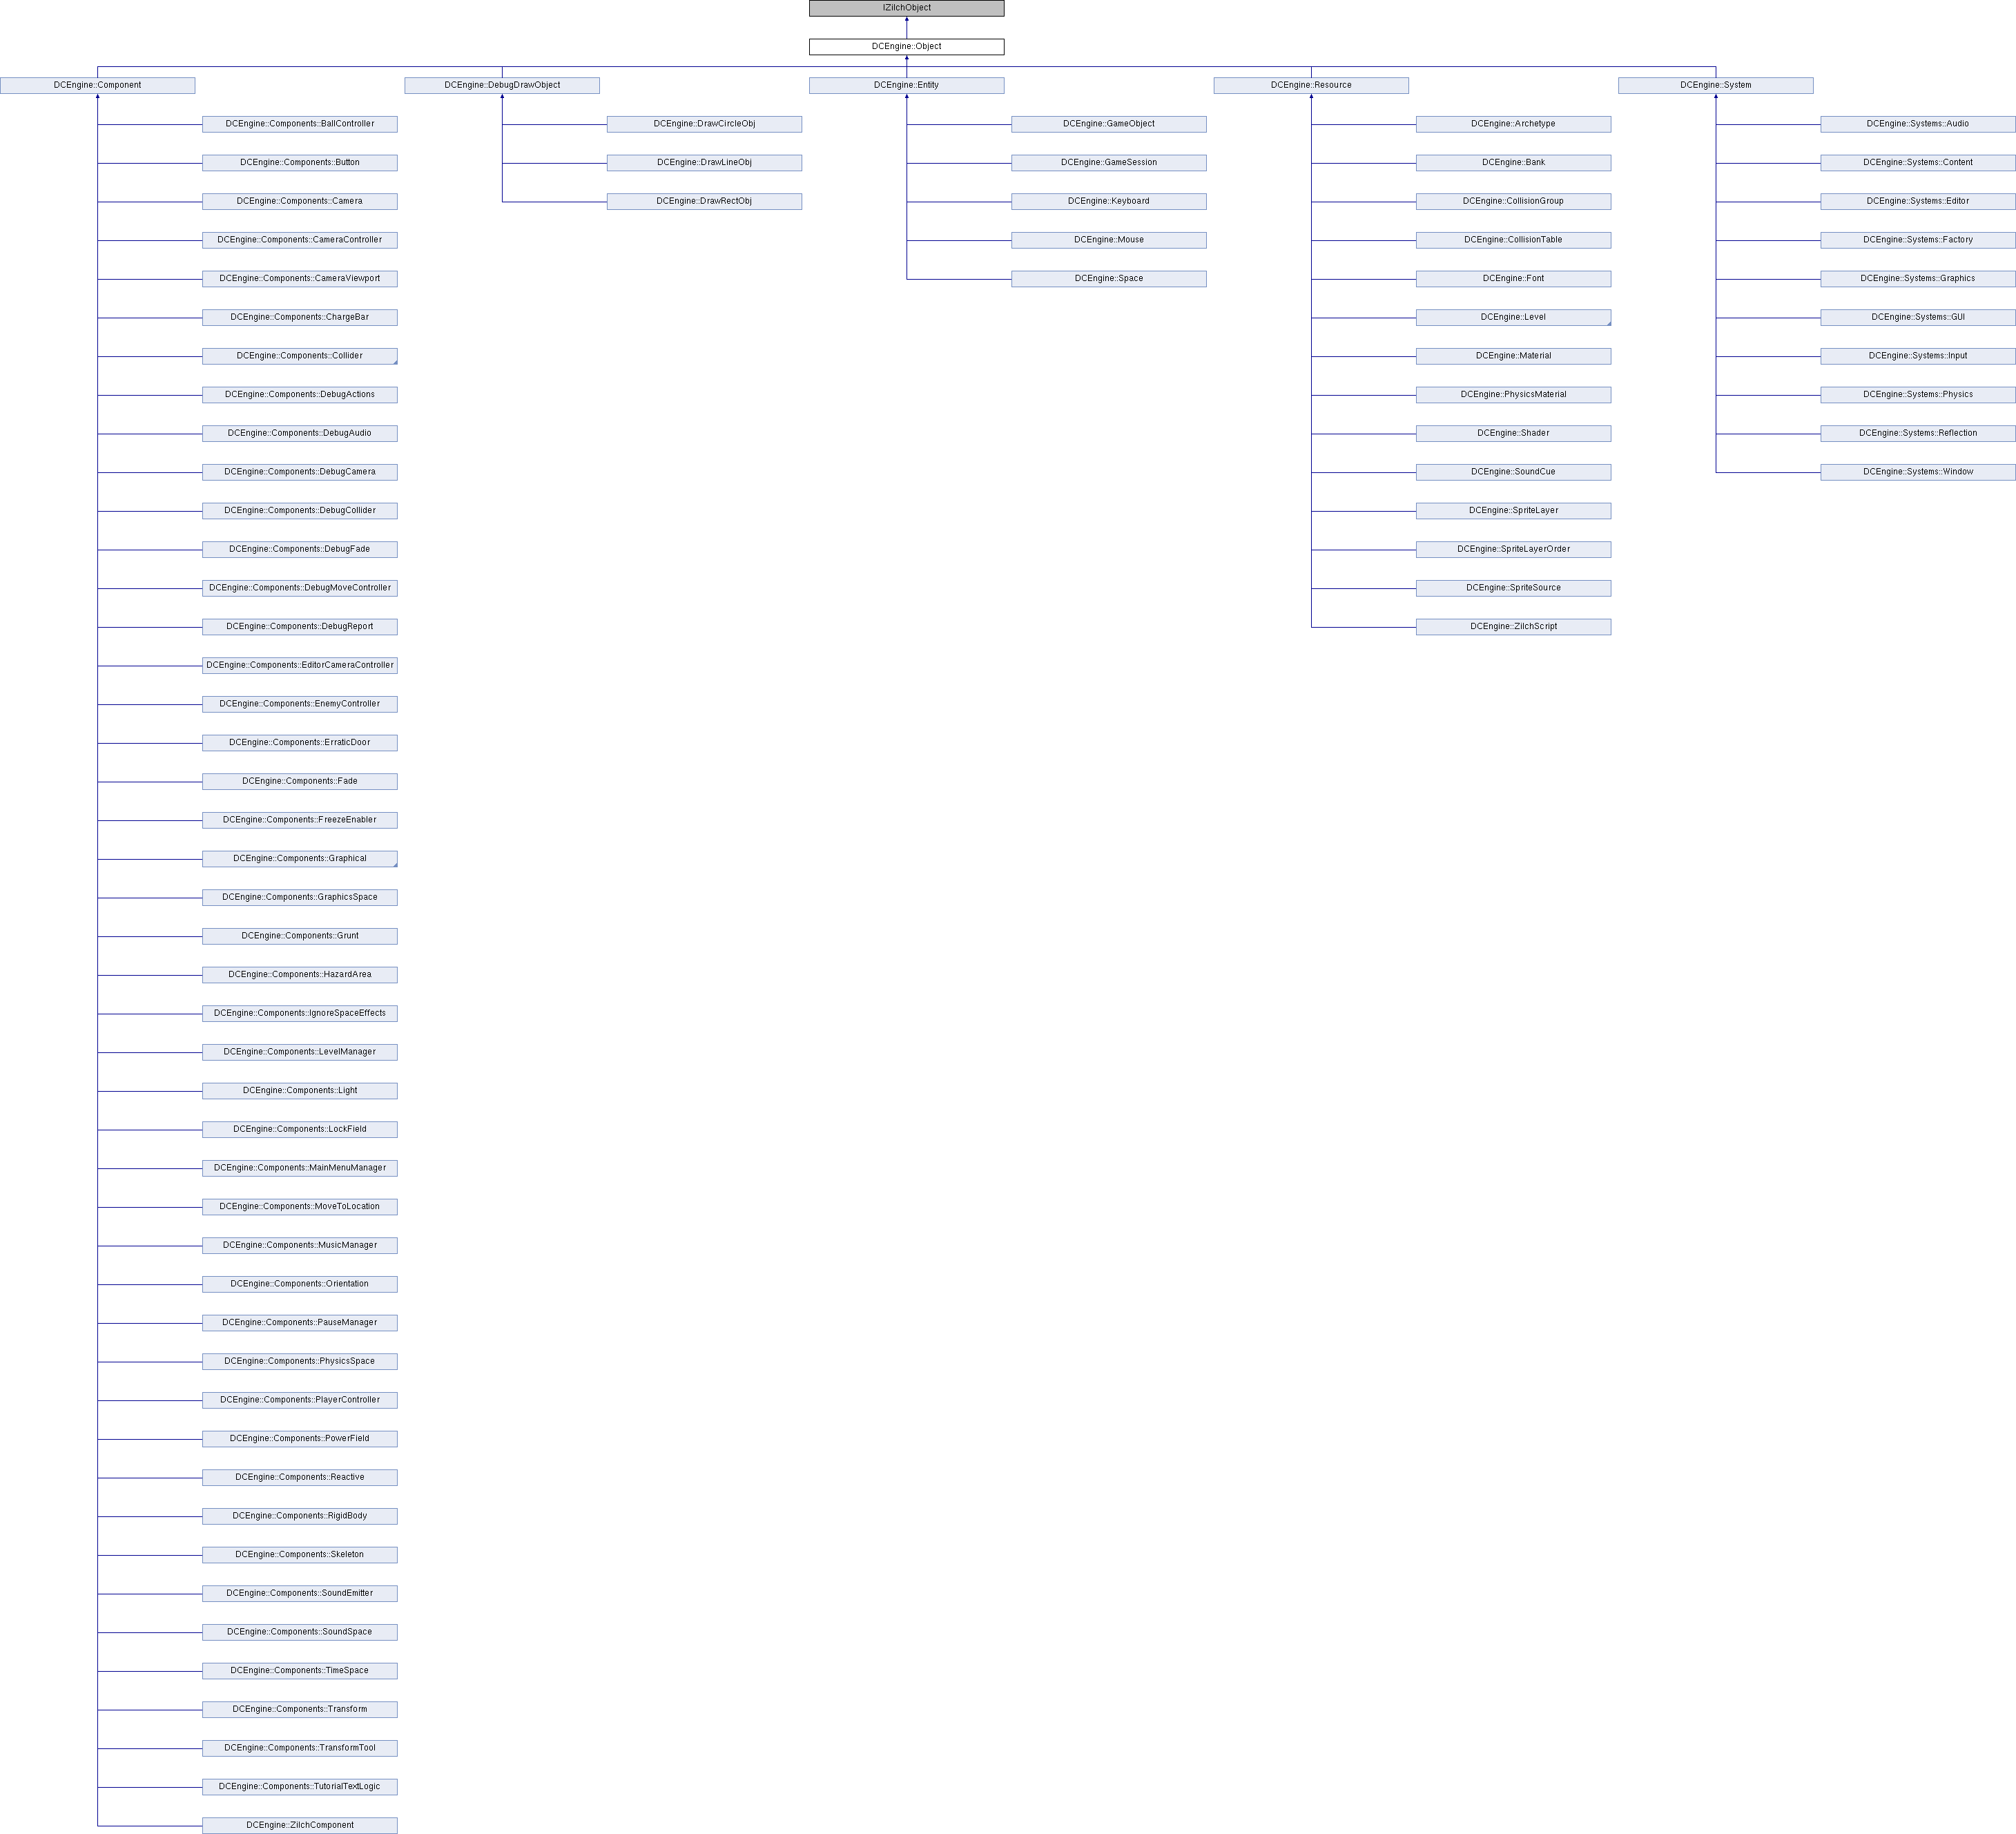 IZilchObject
DCEngine::Object
DCEngine::Component
DCEngine::DebugDrawObject
DCEngine::Entity
DCEngine::Resource
DCEngine::System
DCEngine::Components::BallController
DCEngine::Components::Button
DCEngine::Components::Camera
DCEngine::Components::CameraController
DCEngine::Components::CameraViewport
DCEngine::Components::ChargeBar
DCEngine::Components::Collider
DCEngine::Components::DebugActions
DCEngine::Components::DebugAudio
DCEngine::Components::DebugCamera
DCEngine::Components::DebugCollider
DCEngine::Components::DebugFade
DCEngine::Components::DebugMoveController
DCEngine::Components::DebugReport
DCEngine::Components::EditorCameraController
DCEngine::Components::EnemyController
DCEngine::Components::ErraticDoor
DCEngine::Components::Fade
DCEngine::Components::FreezeEnabler
DCEngine::Components::Graphical
DCEngine::Components::GraphicsSpace
DCEngine::Components::Grunt
DCEngine::Components::HazardArea
DCEngine::Components::IgnoreSpaceEffects
DCEngine::Components::LevelManager
DCEngine::Components::Light
DCEngine::Components::LockField
DCEngine::Components::MainMenuManager
DCEngine::Components::MoveToLocation
DCEngine::Components::MusicManager
DCEngine::Components::Orientation
DCEngine::Components::PauseManager
DCEngine::Components::PhysicsSpace
DCEngine::Components::PlayerController
DCEngine::Components::PowerField
DCEngine::Components::Reactive
DCEngine::Components::RigidBody
DCEngine::Components::Skeleton
DCEngine::Components::SoundEmitter
DCEngine::Components::SoundSpace
DCEngine::Components::TimeSpace
DCEngine::Components::Transform
DCEngine::Components::TransformTool
DCEngine::Components::TutorialTextLogic
DCEngine::ZilchComponent
DCEngine::DrawCircleObj
DCEngine::DrawLineObj
DCEngine::DrawRectObj
DCEngine::GameObject
DCEngine::GameSession
DCEngine::Keyboard
DCEngine::Mouse
DCEngine::Space
DCEngine::Archetype
DCEngine::Bank
DCEngine::CollisionGroup
DCEngine::CollisionTable
DCEngine::Font
DCEngine::Level
DCEngine::Material
DCEngine::PhysicsMaterial
DCEngine::Shader
DCEngine::SoundCue
DCEngine::SpriteLayer
DCEngine::SpriteLayerOrder
DCEngine::SpriteSource
DCEngine::ZilchScript
DCEngine::Systems::Audio
DCEngine::Systems::Content
DCEngine::Systems::Editor
DCEngine::Systems::Factory
DCEngine::Systems::Graphics
DCEngine::Systems::GUI
DCEngine::Systems::Input
DCEngine::Systems::Physics
DCEngine::Systems::Reflection
DCEngine::Systems::Window